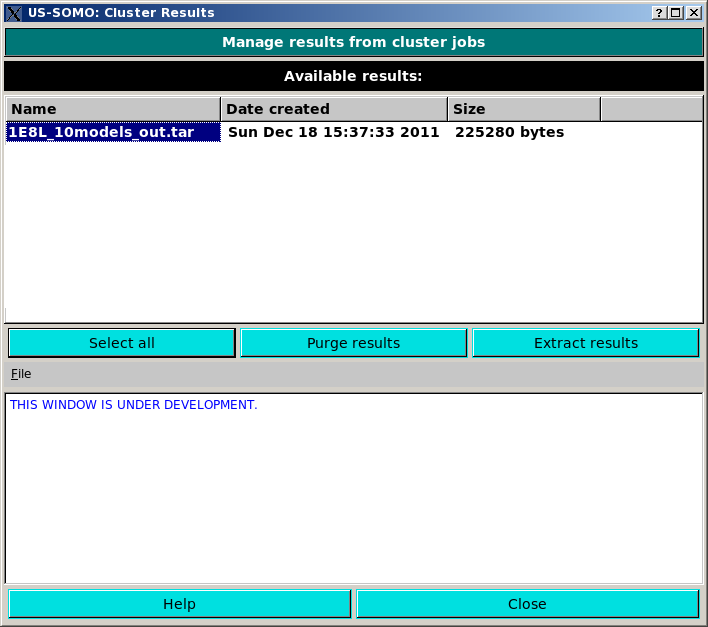 US-SOMO: Cluster Results
Manage results from cluster jobs
Available results:
Name Date created Size
1E8L_10models_out.tar Sun Dec 18 15:37:33 2011 225280 bytes
Select all Purge results Extract results
File
THIS WINDOW IS UNDER DEVELOPMENT.
Help Close